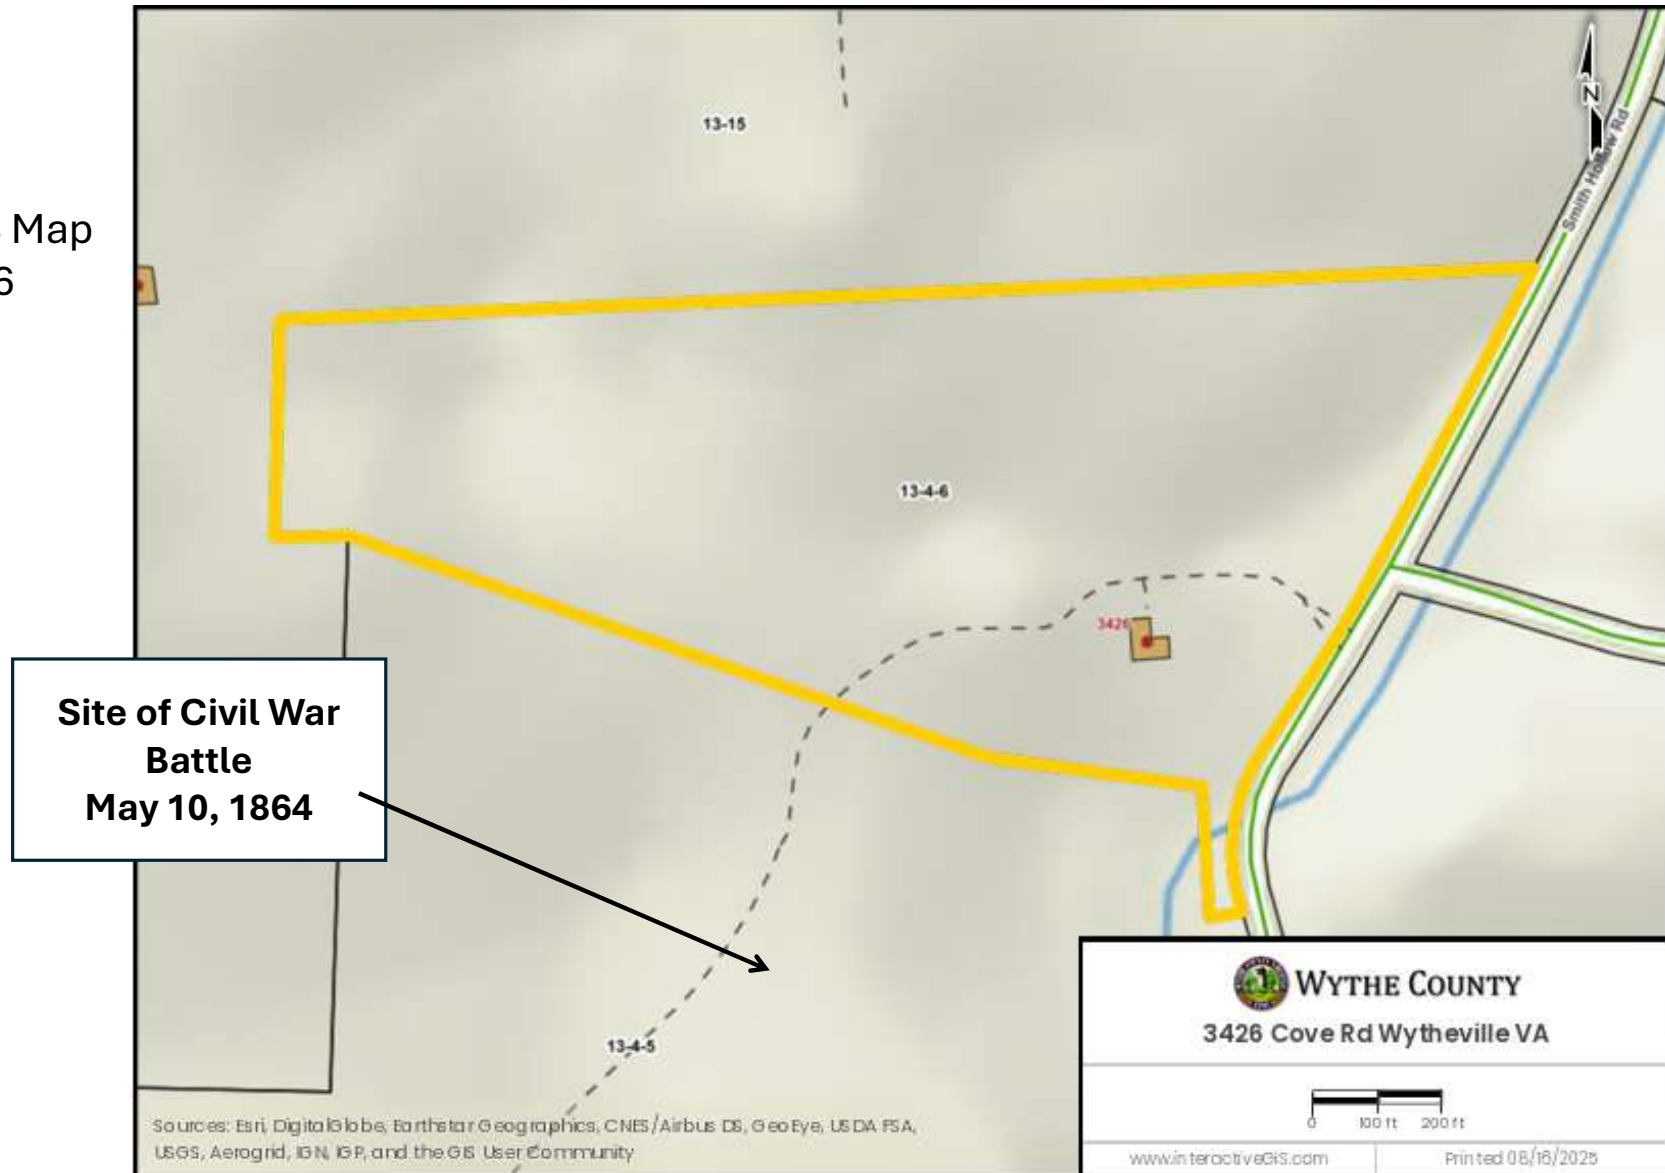 Map
6
13-15
Smith Hollow Rd
13-4-6
3426
Site of Civil War
Battle
May 10, 1864
13-4-5
N
WYTHE COUNTY
3426 Cove Rd Wytheville VA
0 100 ft 200 ft
Sources: Esri, DigitalGlobe, Earthstar Geographics, CNES/Airbus DS, GeoEye, USDA FSA,
USGS, Aerogrid, IGN, IGP, and the GIS User Community
www.interactiveGIS.com Printed 08/16/2025